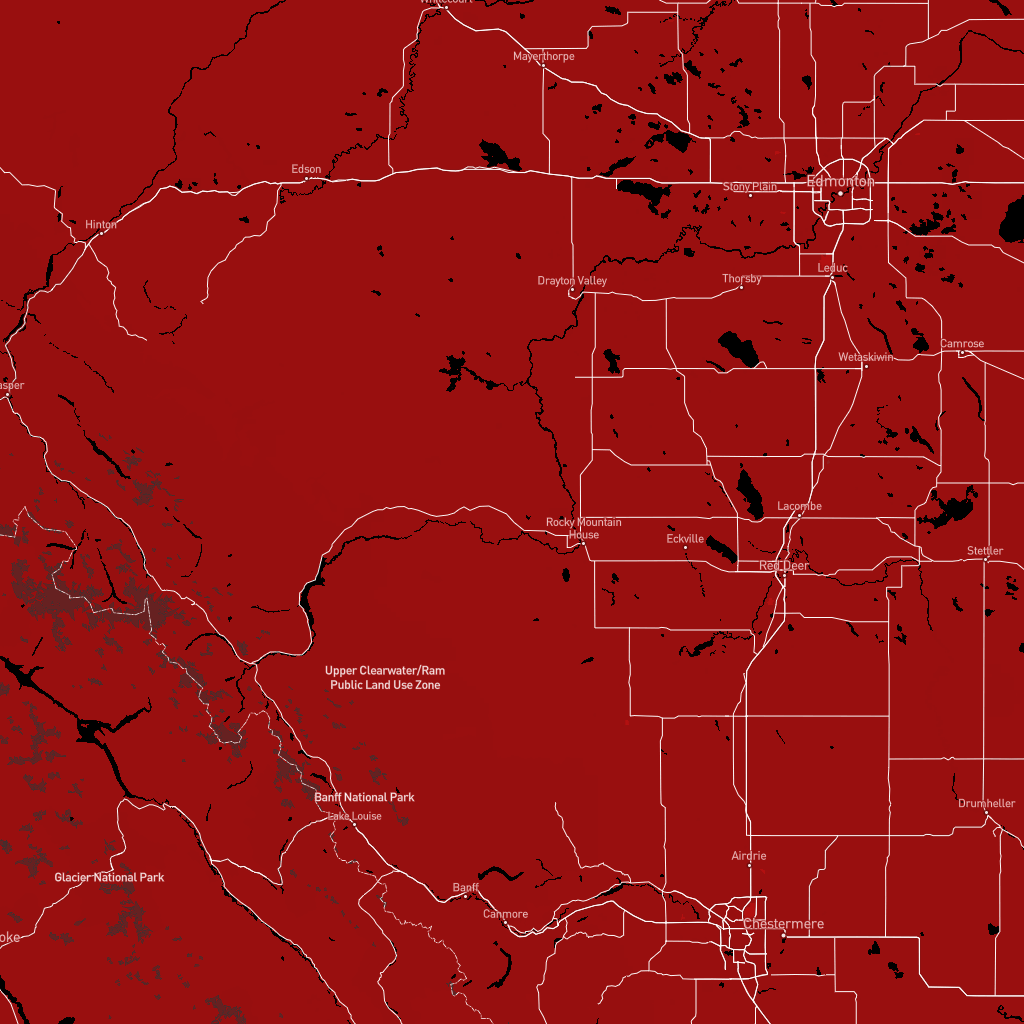 Whitecourt
Mayerthorpe
Edson
Stony Plain
Edmonton
Hinton
Drayton Valley
Thorsby
Leduc
Camrose
Wetaskiwin
asper
Lacombe
Rocky Mountain
House
Eckville
Stettler
Red Deer
Upper Clearwater/Ram
Public Land Use Zone
Banff National Park
Lake Louise
Drumheller
Airdrie
Glacier National Park
Banff
Canmore
Chestermere
oke